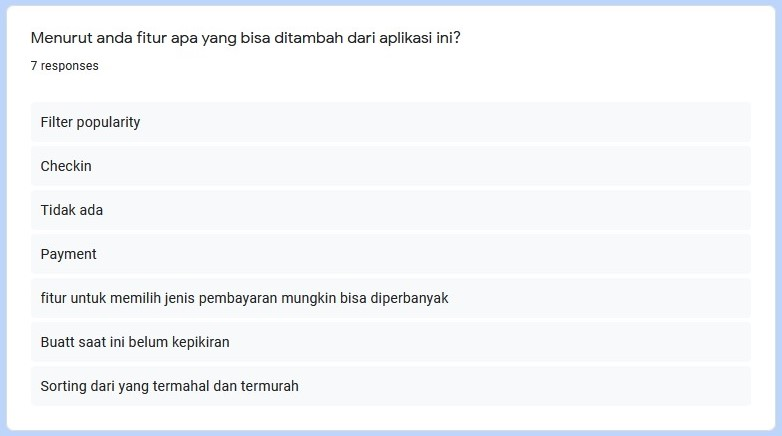 Menurut anda fitur apa yang bisa ditambah dari aplikasi ini?
7 responses
Filter popularity
Checkin
Tidak ada
Payment
fitur untuk memilih jenis pembayaran mungkin bisa diperbanyak
Buatt saat ini belum kepikiran
Sorting dari yang termahal dan termurah